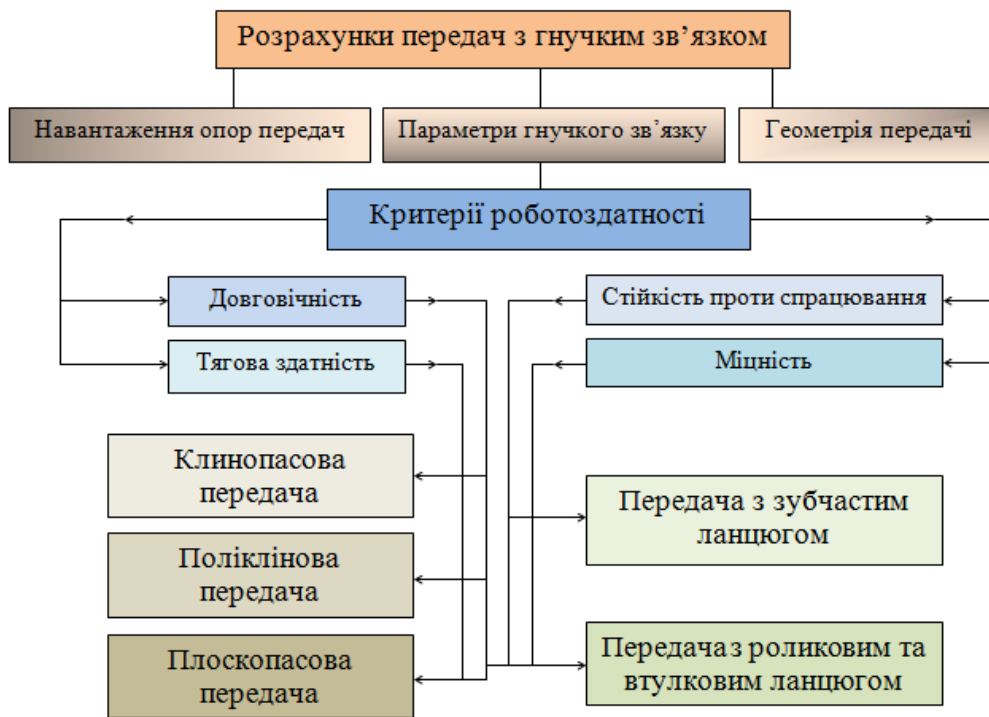 Розрахунки передач з гнучким зв’язком
Навантаження опор передач
Параметри гнучкого зв’язку
Геометрія передачі
Критерії роботоздатності
Довговічність
Стійкість проти спрацювання
Тягова здатність
Міцність
Клинопасова
передача
Передача з зубчастим
ланцюгом
Поліклінова
передача
Плоскопасова
передача
Передача з роликовим та
втулковим ланцюгом